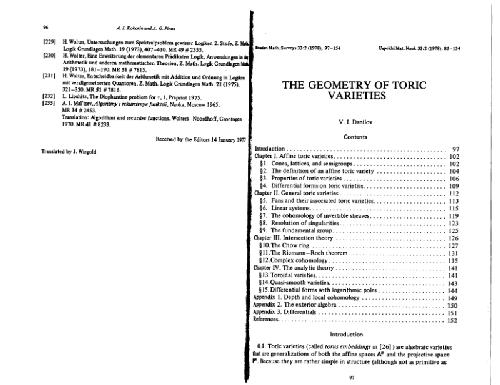 96
A. I. Kokorin and A. G. Pinus
[229] H. Walter, Untersuchungen zum Spektralproblem gewisser Logiken, Z. Math.
Logik Grundlagen Math. 19 (1973), 407-430. MR 49 # 2333.
[230] H. Walter, Eine Erweiterung der elementaren Prädikaten Logik, Anwendungen in der
Arithmetik und anderen mathematischen Theorien, Z. Math. Logik Grundlagen Math.
19 (1973), 181-190. MR 50 # 7815.
[231] H. Walter, Entscheidbarkeit der Arithmetik mit Addition und Ordnung in Logiken
mit verallgemeinerten Quantoren, Z. Math. Logik Grundlagen Math. 21 (1975),
321-330. MR 51 # 7816.
[232] L. The Diophantine problem for Preprint 1975.
[233] A. I. Mal'tsev, Algoritmy i rekursivnye funktsii, Nauka, Moscow 1965.
MR 34 # 2453.
Translation: Algorithms and recursive functions, Wolters-Noordhoff, Groningen
1970. MR 41 # 8233.
Received by the Editors 14 January 197
Translated by J. Wiegold
Russian Math. Surveys 33:2 (1978), 97-154
Uspekhi Mat. Nauk 33:2 (1978), 85-134
THE GEOMETRY OF TORIC
VARIETIES
V. I. Danilov
Contents
Introduction 97
Chapter I. Affine toric varieties 102
§1. Cones, lattices, and semigroups 102
§2. The definition of an affine toric variety 104
§3. Properties of toric varieties 106
§4. Differential forms on toric varieties 109
Chapter II. General toric varieties 112
§5. Fans and their associated toric varieties 113
§6. Linear systems 115
§7. The cohomology of invertible sheaves 119
§8. Resolution of singularities 123
§9. The fundamental group 125
Chapter III. Intersection theory 126
§10. The Chow ring 127
§11. The Riemann-Roch theorem 131
§12. Complex cohomology 135
Chapter IV. The analytic theory 141
§13. Toroidal varieties 141
§14. Quasi-smooth varieties 143
§15. Differential forms with logarithmic poles 144
Appendix 1. Depth and local cohomology 149
Appendix 2. The exterior algebra 150
Appendix 3. Differentials 151
References 152
Introduction
0.1. Toric varieties (called torus embeddings in [26]) are algebraic varieties
that are generalizations of both the affine spaces Aⁿ and the projective space
Pⁿ. Because they are rather simple in structure (although not as primitive as
97